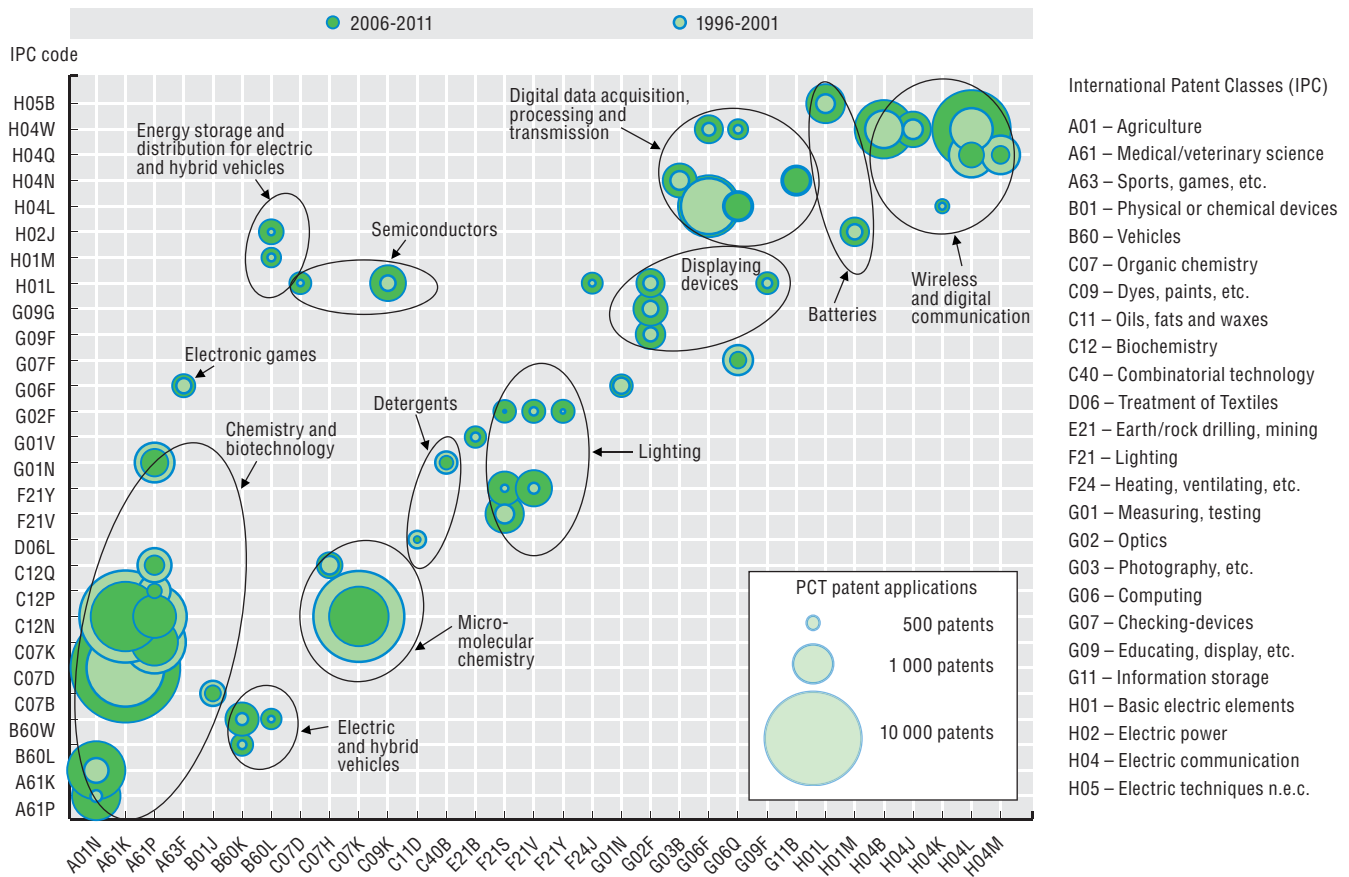 2006-2011
1996-2001
IPC code
H05B
H04W
H04Q
H04N
H04L
H02J
H01M
H01L
G09G
G09F
G07F
G06F
G02F
G01V
G01N
F21Y
F21V
D06L
C12Q
C12P
C12N
C07K
C07D
C07B
B60W
B60L
A61K
A61P
Energy storage and
distribution for electric
and hybrid vehicles
Semiconductors
Digital data acquisition,
processing and
transmission
Displaying
devices
Batteries
Wireless
and digital
communication
Electronic games
Chemistry and
biotechnology
Detergents
Lighting
Micro-
molecular
chemistry
Electric
and hybrid
vehicles
PCT patent applications
500 patents
1 000 patents
10 000 patents
A01N
A61K
A61P
A63F
B01J
B60K
B60L
C07D
C07H
C07K
C09K
C11D
C40B
E21B
F21S
F21V
F21Y
F24J
G01N
G02F
G03B
G06F
G06Q
G09F
G11B
H01L
H01M
H04B
H04J
H04K
H04L
H04M
International Patent Classes (IPC)
A01 – Agriculture
A61 – Medical/veterinary science
A63 – Sports, games, etc.
B01 – Physical or chemical devices
B60 – Vehicles
C07 – Organic chemistry
C09 – Dyes, paints, etc.
C11 – Oils, fats and waxes
C12 – Biochemistry
C40 – Combinatorial technology
D06 – Treatment of Textiles
E21 – Earth/rock drilling, mining
F21 – Lighting
F24 – Heating, ventilating, etc.
G01 – Measuring, testing
G02 – Optics
G03 – Photography, etc.
G06 – Computing
G07 – Checking-devices
G09 – Educating, display, etc.
G11 – Information storage
H01 – Basic electric elements
H02 – Electric power
H04 – Electric communication
H05 – Electric techniques n.e.c.